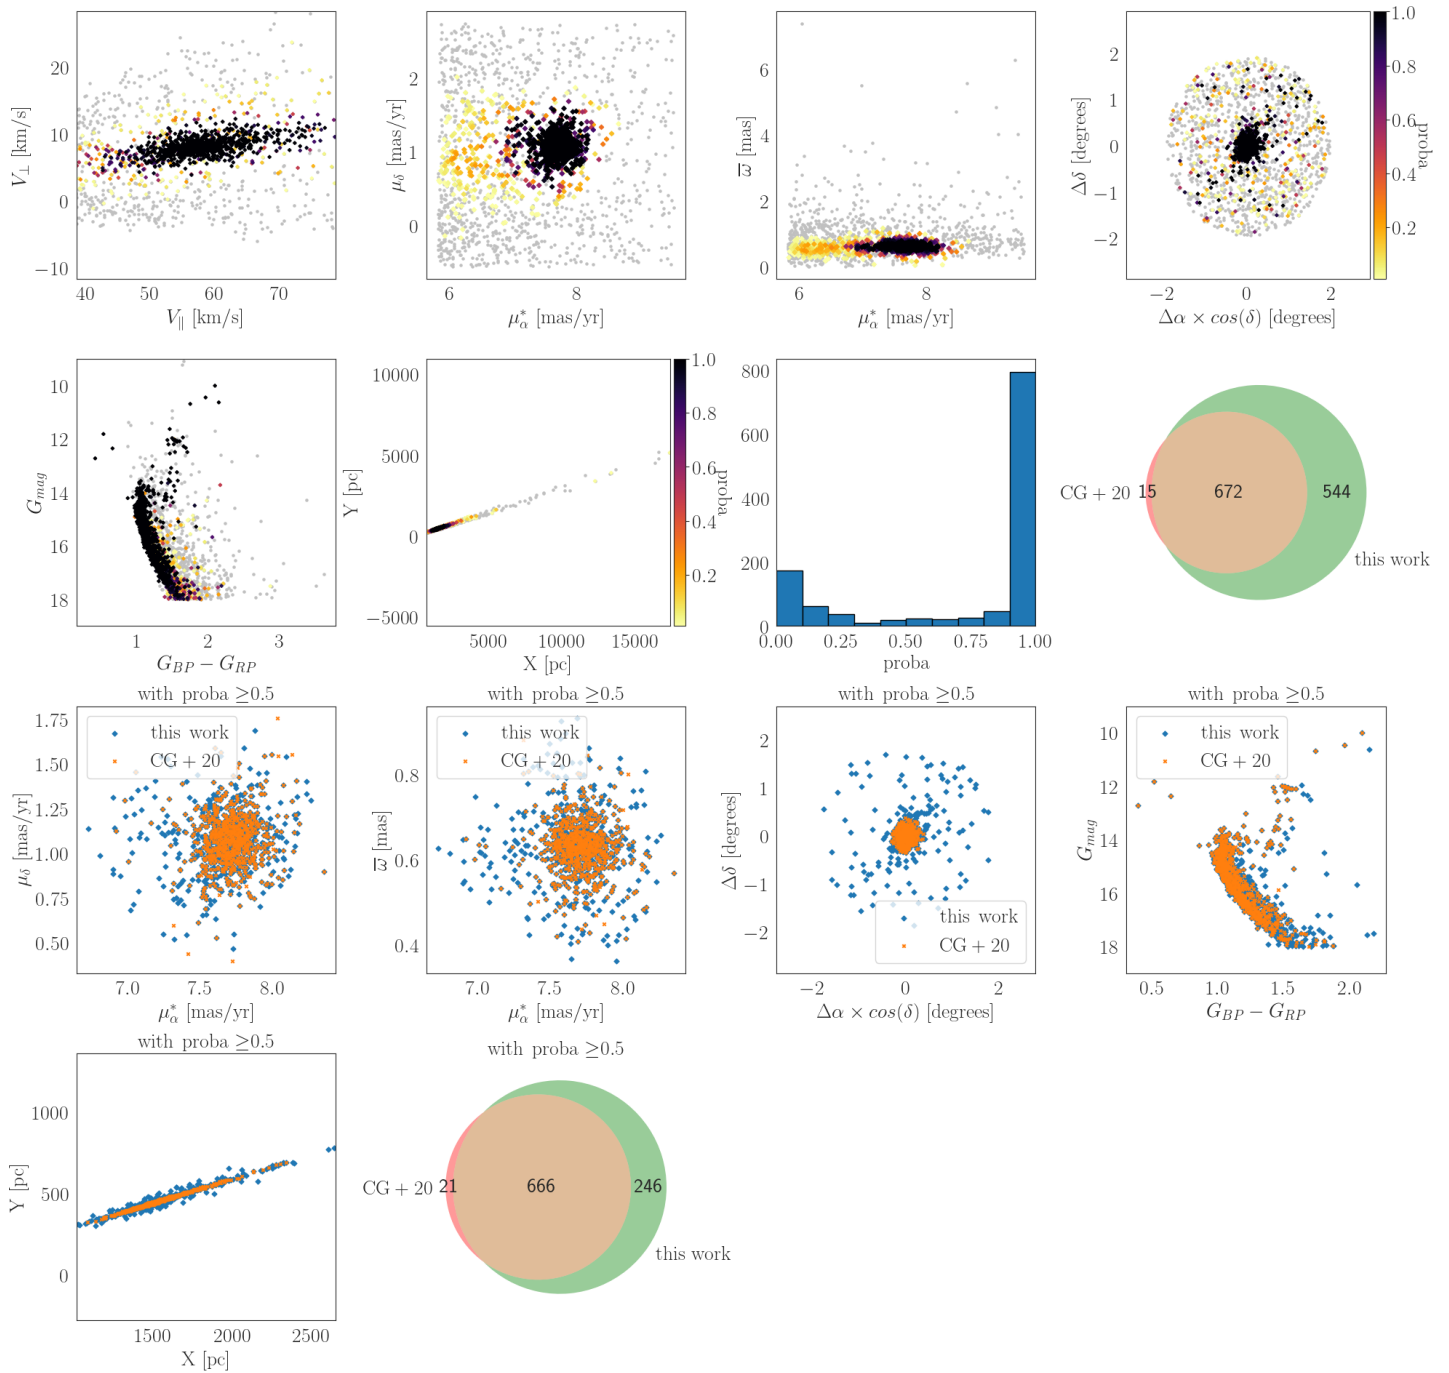 20
10
0
−10
V⊥ [km/s]
40 50 60 70
V∥ [km/s]
2
1
0
μδ [mas/yr]
6 8
μ*α [mas/yr]
6
4
2
0
ϖ [mas]
6 8
μ*α [mas/yr]
2
1
0
−1
−2
Δδ [degrees]
−2 0 2
Δα × cos(δ) [degrees]
1.0
0.8
0.6
0.4
0.2
proba
10
12
14
16
18
Gmag
1 2 3
GBP − GRP
10000
5000
0
−5000
Y [pc]
5000 10000 15000
X [pc]
1.0
0.8
0.6
0.4
0.2
proba
800
600
400
200
0
0.00 0.25 0.50 0.75 1.00
proba
CG + 20 15 672 544
this work
with proba ≥0.5
this work
CG + 20
1.75
1.50
1.25
1.00
0.75
0.50
μδ [mas/yr]
7.0 7.5 8.0
μ*α [mas/yr]
with proba ≥0.5
this work
CG + 20
0.8
0.6
0.4
ϖ [mas]
7.0 7.5 8.0
μ*α [mas/yr]
with proba ≥0.5
2
1
0
−1
−2
Δδ [degrees]
this work
CG + 20
−2 0 2
Δα × cos(δ) [degrees]
with proba ≥0.5
this work
CG + 20
10
12
14
16
18
Gmag
0.5 1.0 1.5 2.0
GBP − GRP
with proba ≥0.5
1000
500
0
Y [pc]
1500 2000 2500
X [pc]
with proba ≥0.5
CG + 20 21 666 246
this work